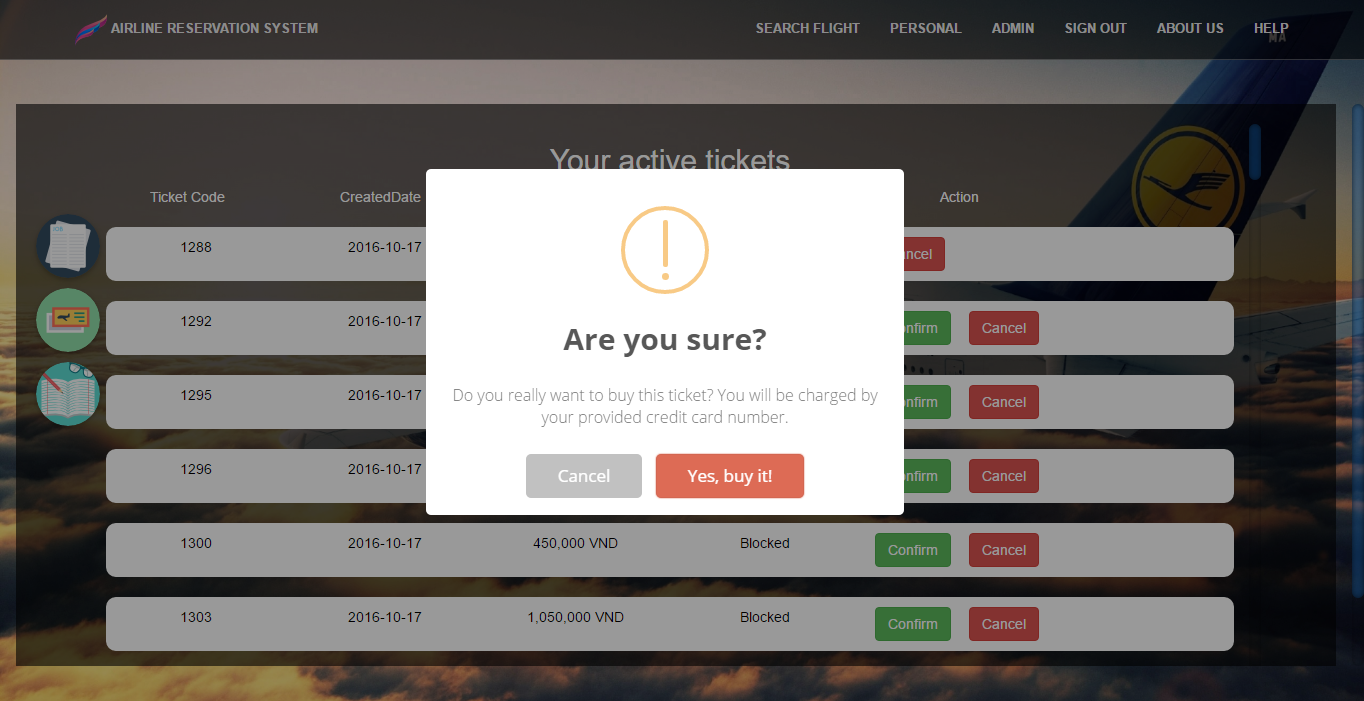 AIRLINE RESERVATION SYSTEM SEARCH FLIGHT PERSONAL ADMIN SIGN OUT ABOUT US HELP
Your active tickets
Ticket Code CreatedDate Action
1288 2016-10-17 ncel
1292 2016-10-17 nfirm Cancel
1295 2016-10-17 nfirm Cancel
1296 2016-10-17 nfirm Cancel
1300 2016-10-17 450,000 VND Blocked Confirm Cancel
1303 2016-10-17 1,050,000 VND Blocked Confirm Cancel
JOB
Are you sure?
Do you really want to buy this ticket? You will be charged by
your provided credit card number.
Cancel Yes, buy it!